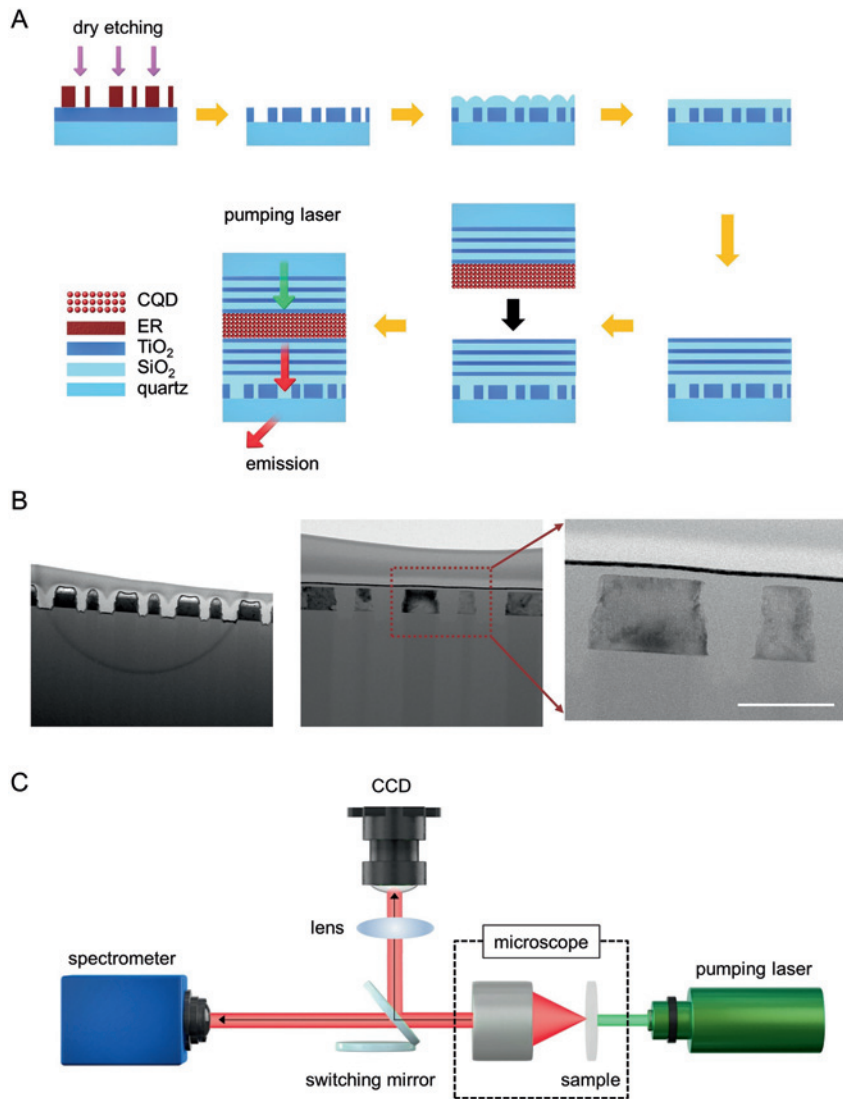 A
dry etching
pumping laser
CQD
ER
TiO₂
SiO₂
quartz
emission
B
C
CCD
lens
microscope
spectrometer
pumping laser
switching mirror
sample